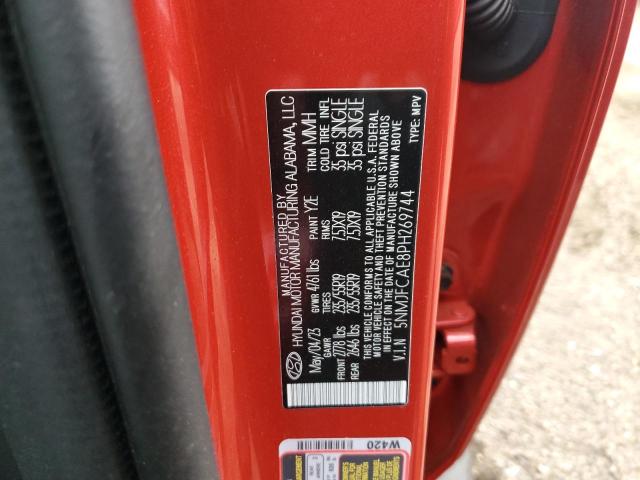 MANUFACTURED BY
HYUNDAI MOTOR MANUFACTURING ALABAMA, LLC
May/04/23 GVWR 4761 lbs PAINT Y2E TRIM MMH
GAWR TIRES RIMS COLD TIRE INFL
FRONT 2778 lbs 235/55R19 7.5JX19 35 psi SINGLE
REAR 2646 lbs 235/55R19 7.5JX19 35 psi SINGLE
THIS VEHICLE CONFORMS TO ALL APPLICABLE U.S.A. FEDERAL
MOTOR VEHICLE SAFETY AND THEFT PREVENTION STANDARDS
IN EFFECT ON THE DATE OF MANUFACTURE SHOWN ABOVE
V.I.N 5NMJFCAE8PH269744 TYPE: MPV
W420